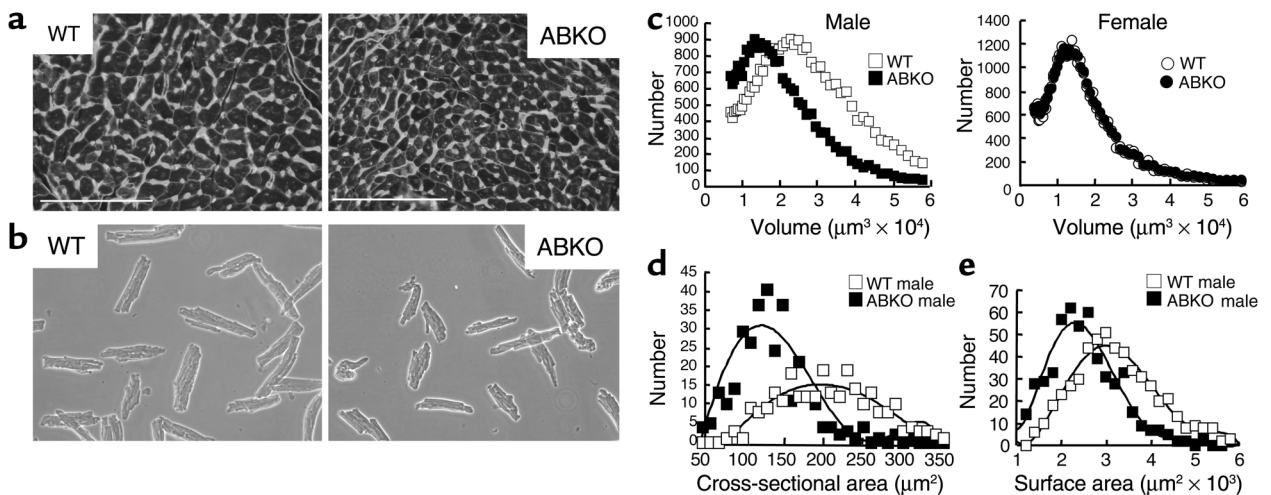 a
WT
ABKO
b
WT
ABKO
c
Male
1000
900
800
700
600
500
400
300
200
100
0
Number
WT
ABKO
0 1 2 3 4 5 6
Volume (μm³ × 10⁴)
Female
1400
1200
1000
800
600
400
200
0
Number
WT
ABKO
0 1 2 3 4 5 6
Volume (μm³ × 10⁴)
d
45
40
35
30
25
20
15
10
5
0
Number
WT male
ABKO male
50 100 150 200 250 300 350
Cross-sectional area (μm²)
e
70
60
50
40
30
20
10
0
Number
WT male
ABKO male
1 2 3 4 5 6
Surface area (μm² × 10³)